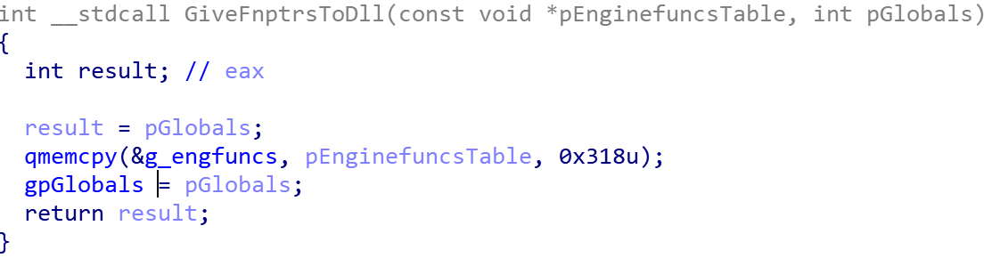 int __stdcall GiveFnptrsToDll(const void *pEnginefuncsTable, int pGlobals)
{
int result; // eax
result = pGlobals;
qmemcpy(&g_engfuncs, pEnginefuncsTable, 0x318u);
gpGlobals = pGlobals;
return result;
}